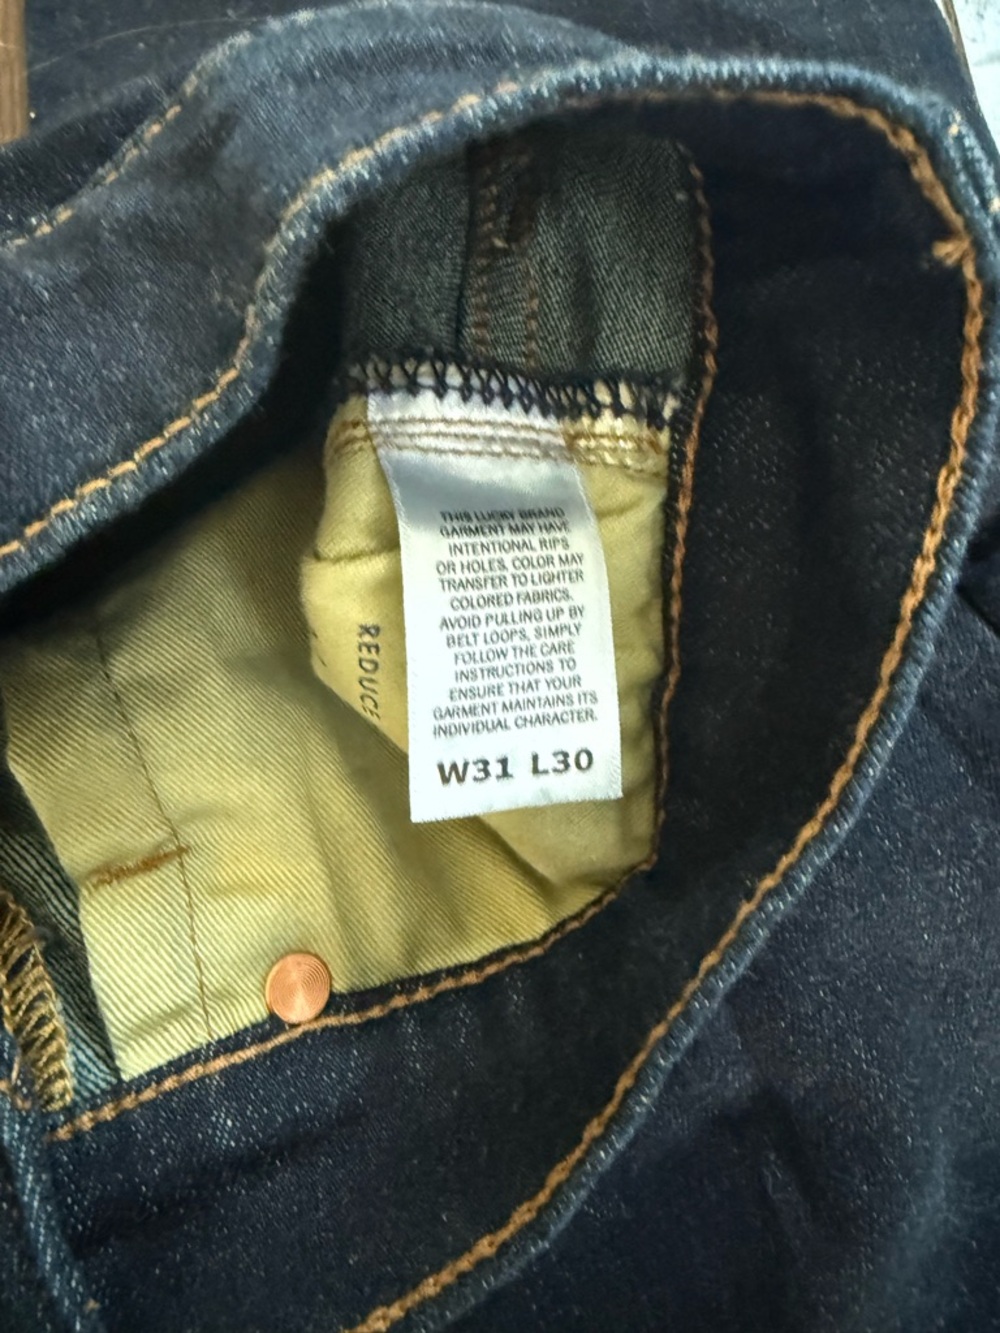 THIS LUCKY BRAND
GARMENT MAY HAVE
INTENTIONAL RIPS
OR HOLES, COLOR MAY
TRANSFER TO LIGHTER
COLORED FABRICS.
AVOID PULLING UP BY
BELT LOOPS, SIMPLY
FOLLOW THE CARE
INSTRUCTIONS TO
ENSURE THAT YOUR
GARMENT MAINTAINS ITS
INDIVIDUAL CHARACTER.
W31 L30
REDUC